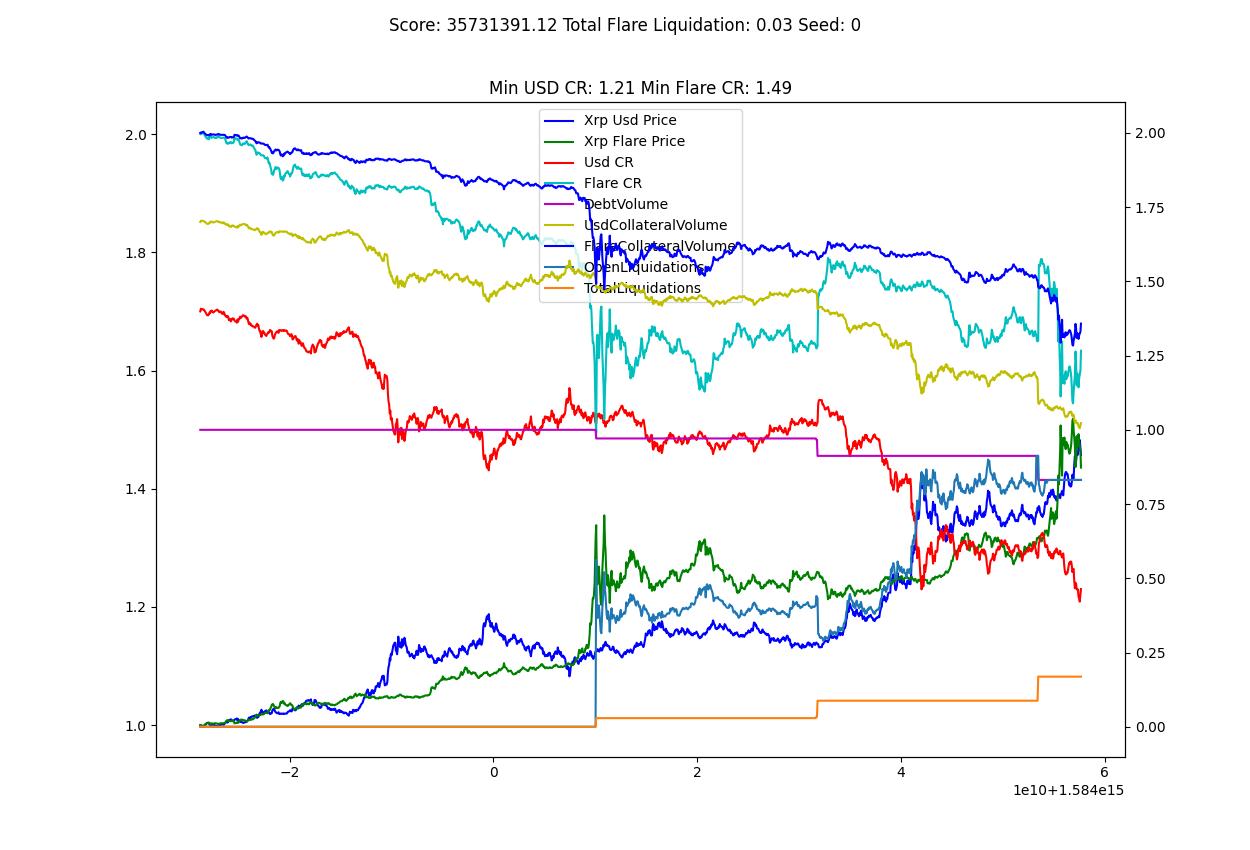 Score: 35731391.12 Total Flare Liquidation: 0.03 Seed: 0
Min USD CR: 1.21 Min Flare CR: 1.49
Xrp Usd Price
Xrp Flare Price
Usd CR
Flare CR
DebtVolume
UsdCollateralVolume
FlareCollateralVolume
OpenLiquidations
TotalLiquidations
2.0
1.8
1.6
1.4
1.2
1.0
2.00
1.75
1.50
1.25
1.00
0.75
0.50
0.25
0.00
−2 0 2 4 6
1e10+1.584e15